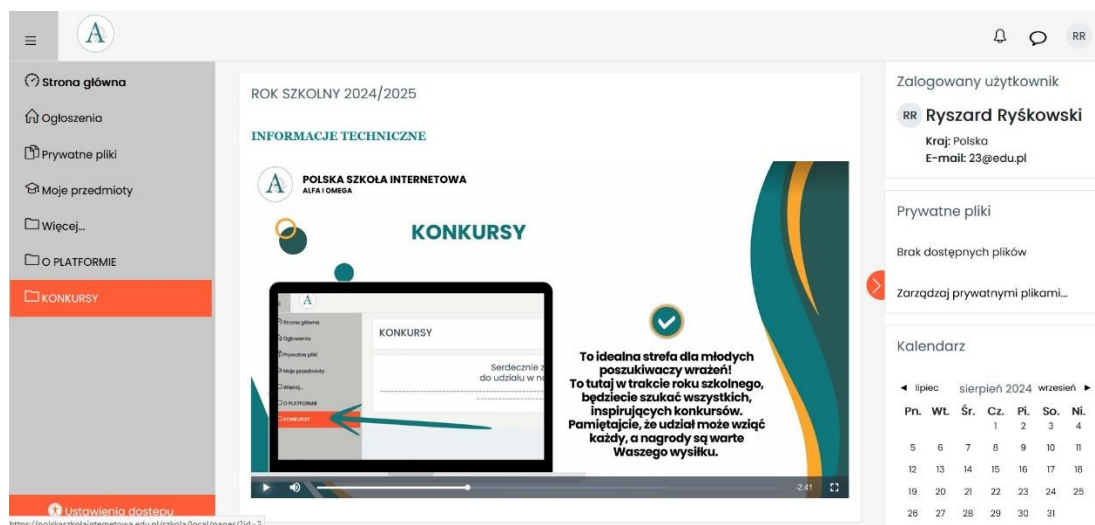 A
RR
Strona główna
Ogłoszenia
Prywatne pliki
Moje przedmioty
Więcej...
O PLATFORMIE
KONKURSY
Ustawienia dostępu
ROK SZKOLNY 2024/2025
INFORMACJE TECHNICZNE
A
POLSKA SZKOŁA INTERNETOWA
ALFA I OMEGA
KONKURSY
A
Strona główna
Ogłoszenia
Prywatne pliki
Moje przedmioty
Więcej...
O PLATFORMIE
KONKURSY
KONKURSY
Serdecznie z
do udziału w n
To idealna strefa dla młodych
poszukiwaczy wrażeń!
To tutaj w trakcie roku szkolnego,
będziecie szukać wszystkich,
inspirujących konkursów.
Pamiętajcie, że udział może wziąć
każdy, a nagrody są warte
Waszego wysiłku.
-2:41
Zalogowany użytkownik
RR Ryszard Ryśkowski
Kraj: Polska
E-mail: 23@edu.pl
Prywatne pliki
Brak dostępnych plików
Zarządzaj prywatnymi plikami...
Kalendarz
◄ lipiec sierpień 2024 wrzesień ►
Pn. Wt. Śr. Cz. Pi. So. Ni.
1 2 3 4
5 6 7 8 9 10 11
12 13 14 15 16 17 18
19 20 21 22 23 24 25
26 27 28 29 30 31